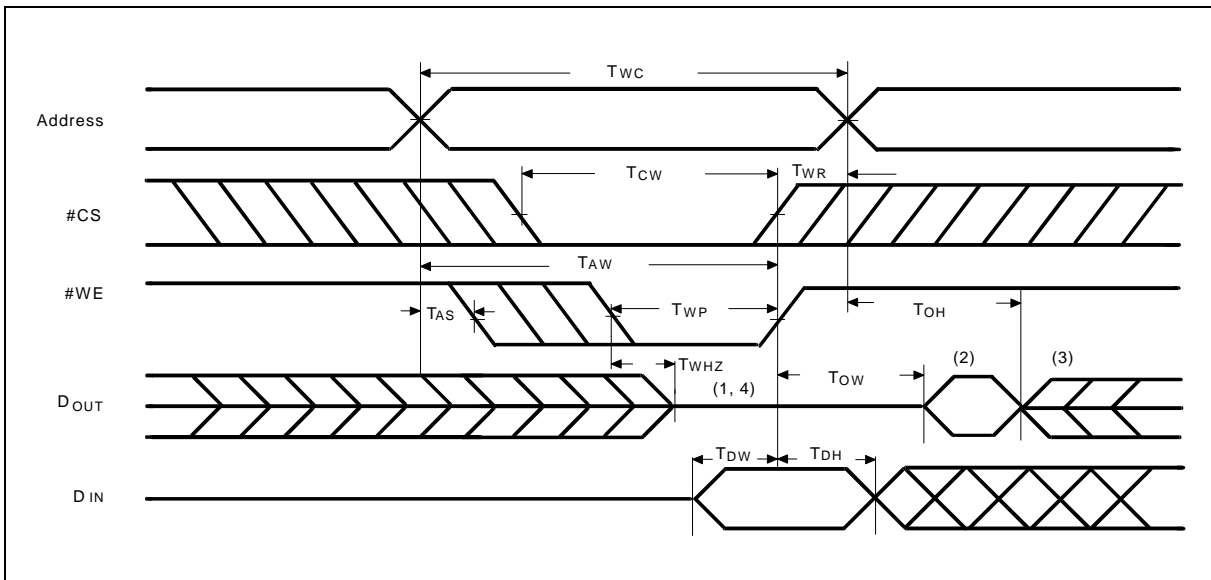 TWC
Address
TCW
TWR
#CS
TAW
#WE
TAS
TWP
TOH
TWHZ
(1, 4)
TOW
(2)
(3)
DOUT
TDW
TDH
DIN